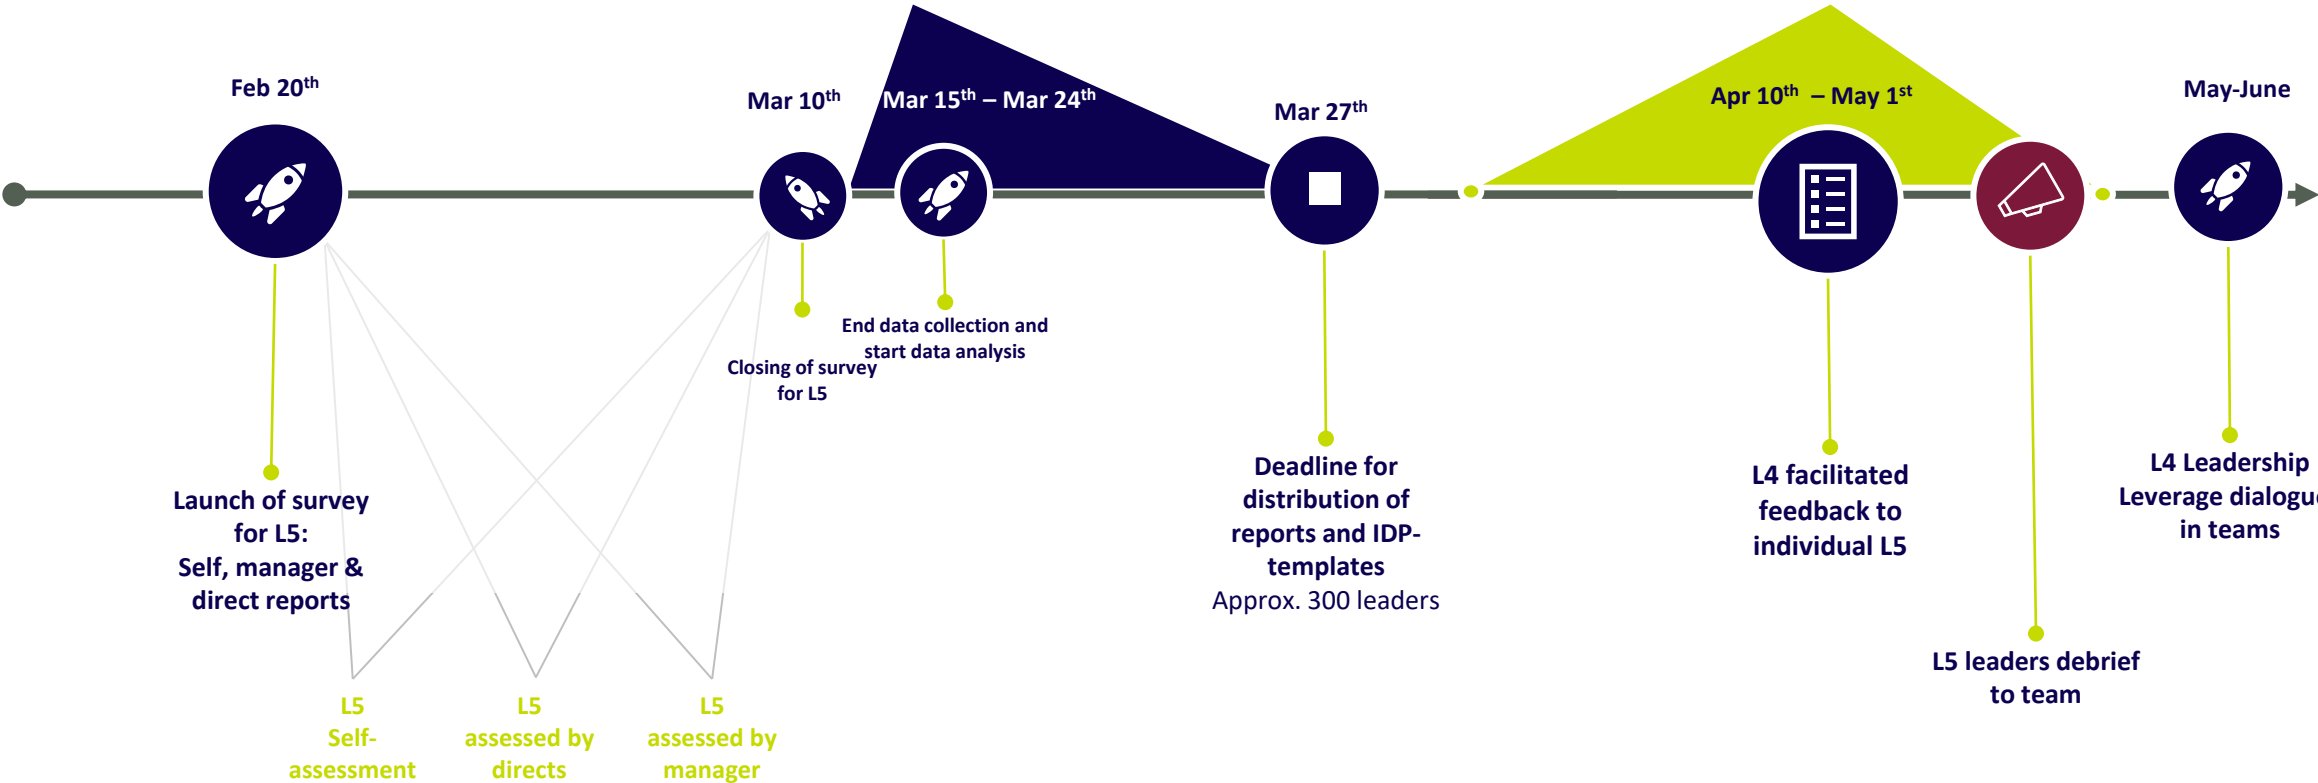 Feb 20th
Mar 10th
Mar 15th – Mar 24th
Mar 27th
Apr 10th – May 1st
May-June
Launch of survey
for L5:
Self, manager &
direct reports
Closing of survey
for L5
End data collection and
start data analysis
Deadline for
distribution of
reports and IDP-
templates
Approx. 300 leaders
L4 facilitated
feedback to
individual L5
L5 leaders debrief
to team
L4 Leadership
Leverage dialogue
in teams
L5
Self-
assessment
L5
assessed by
directs
L5
assessed by
manager